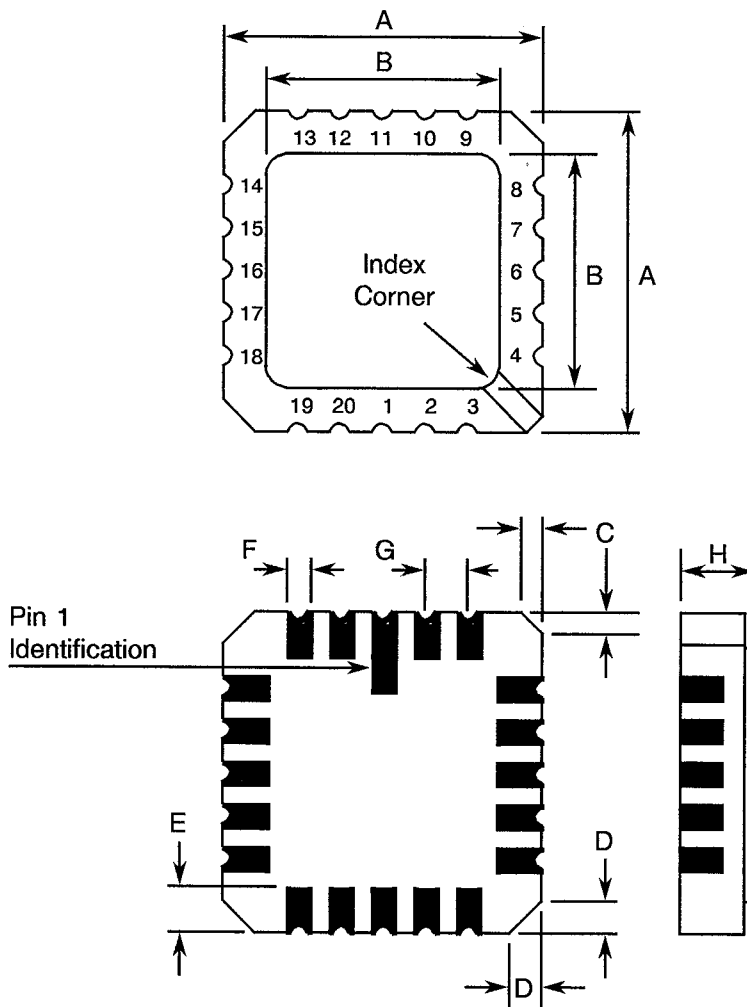 A
B
13 12 11 10 9
14 8
15 7
16 6
17 5
18 4
Index
Corner
B
A
19 20 1 2 3
C
F
G
H
Pin 1
Identification
E
D
D